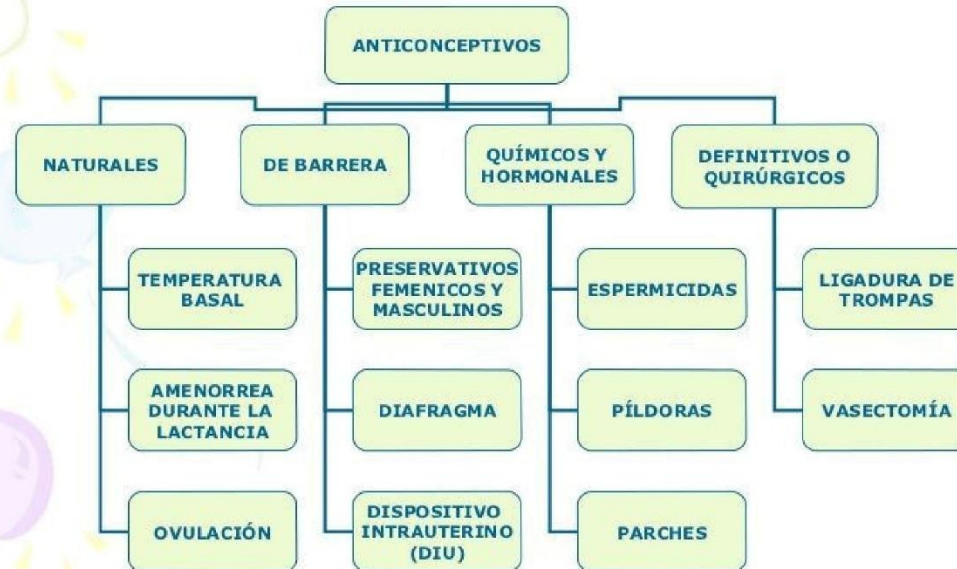 ANTICONCEPTIVOS
NATURALES
DE BARRERA
QUÍMICOS Y
HORMONALES
DEFINITIVOS O
QUIRÚRGICOS
TEMPERATURA
BASAL
PRESERVATIVOS
FEMENICOS Y
MASCULINOS
ESPERMICIDAS
LIGADURA DE
TROMPAS
AMENORREA
DURANTE LA
LACTANCIA
DIAFRAGMA
PÍLDORAS
VASECTOMÍA
OVULACIÓN
DISPOSITIVO
INTRAUTERINO
(DIU)
PARCHES